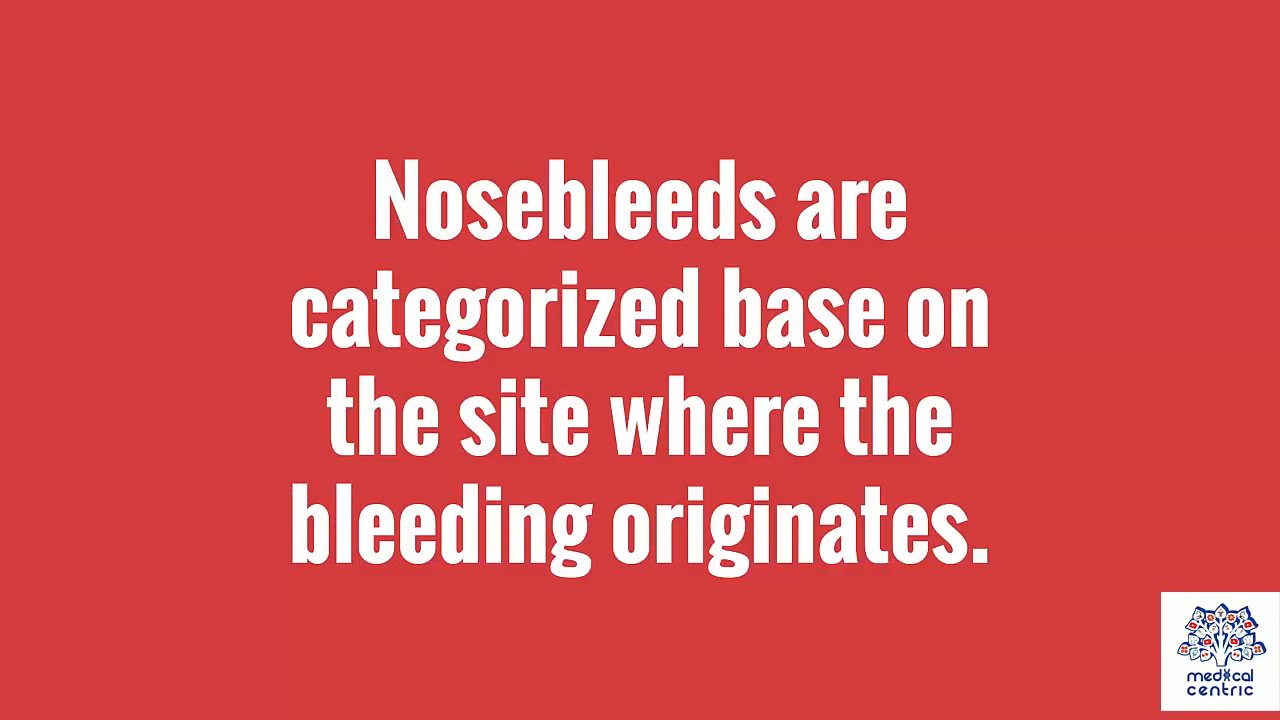 Nosebleeds are
categorized base on
the site where the
bleeding originates.
medical
centric